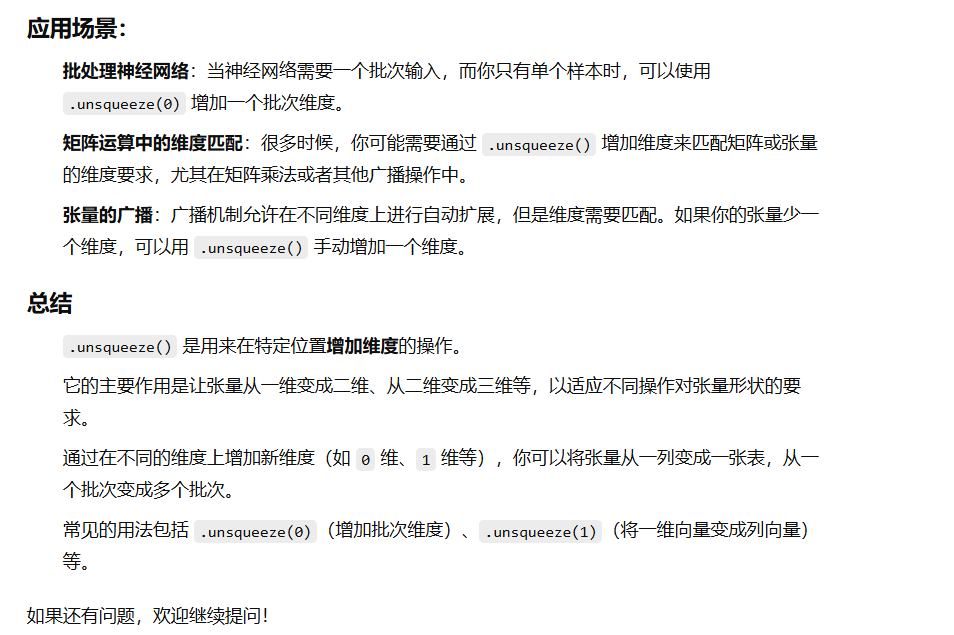 应用场景：
批处理神经网络：当神经网络需要一个批次输入，而你只有单个样本时，可以使用
.unsqueeze(0) 增加一个批次维度。
矩阵运算中的维度匹配：很多时候，你可能需要通过 .unsqueeze() 增加维度来匹配矩阵或张量
的维度要求，尤其在矩阵乘法或者其他广播操作中。
张量的广播：广播机制允许在不同维度上进行自动扩展，但是维度需要匹配。如果你的张量少一
个维度，可以用 .unsqueeze() 手动增加一个维度。
总结
.unsqueeze() 是用来在特定位置增加维度的操作。
它的主要作用是让张量从一维变成二维、从二维变成三维等，以适应不同操作对张量形状的要
求。
通过在不同的维度上增加新维度（如 0 维、1 维等），你可以将张量从一列变成一张表，从一
个批次变成多个批次。
常见的用法包括 .unsqueeze(0)（增加批次维度）、.unsqueeze(1)（将一维向量变成列向量）
等。
如果还有问题，欢迎继续提问！